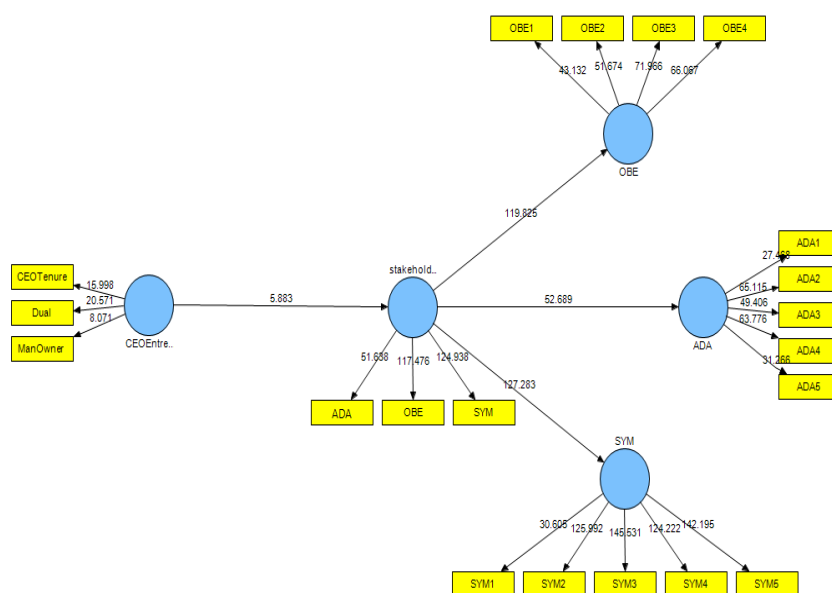 OBE1 OBE2 OBE3 OBE4
43.132 51.674 71.966 66.067
OBE
119.825
ADA1
27.468
CEOTenure
15.998
stakehold..
ADA2
65.115
Dual
20.571
5.883
52.689
49.406
ADA3
ManOwner
8.071
63.776
CEOEntre..
ADA
ADA4
31.266
ADA5
51.638 117.476 124.938
127.283
ADA OBE SYM
SYM
30.605 125.992 145.531 124.222 142.195
SYM1 SYM2 SYM3 SYM4 SYM5